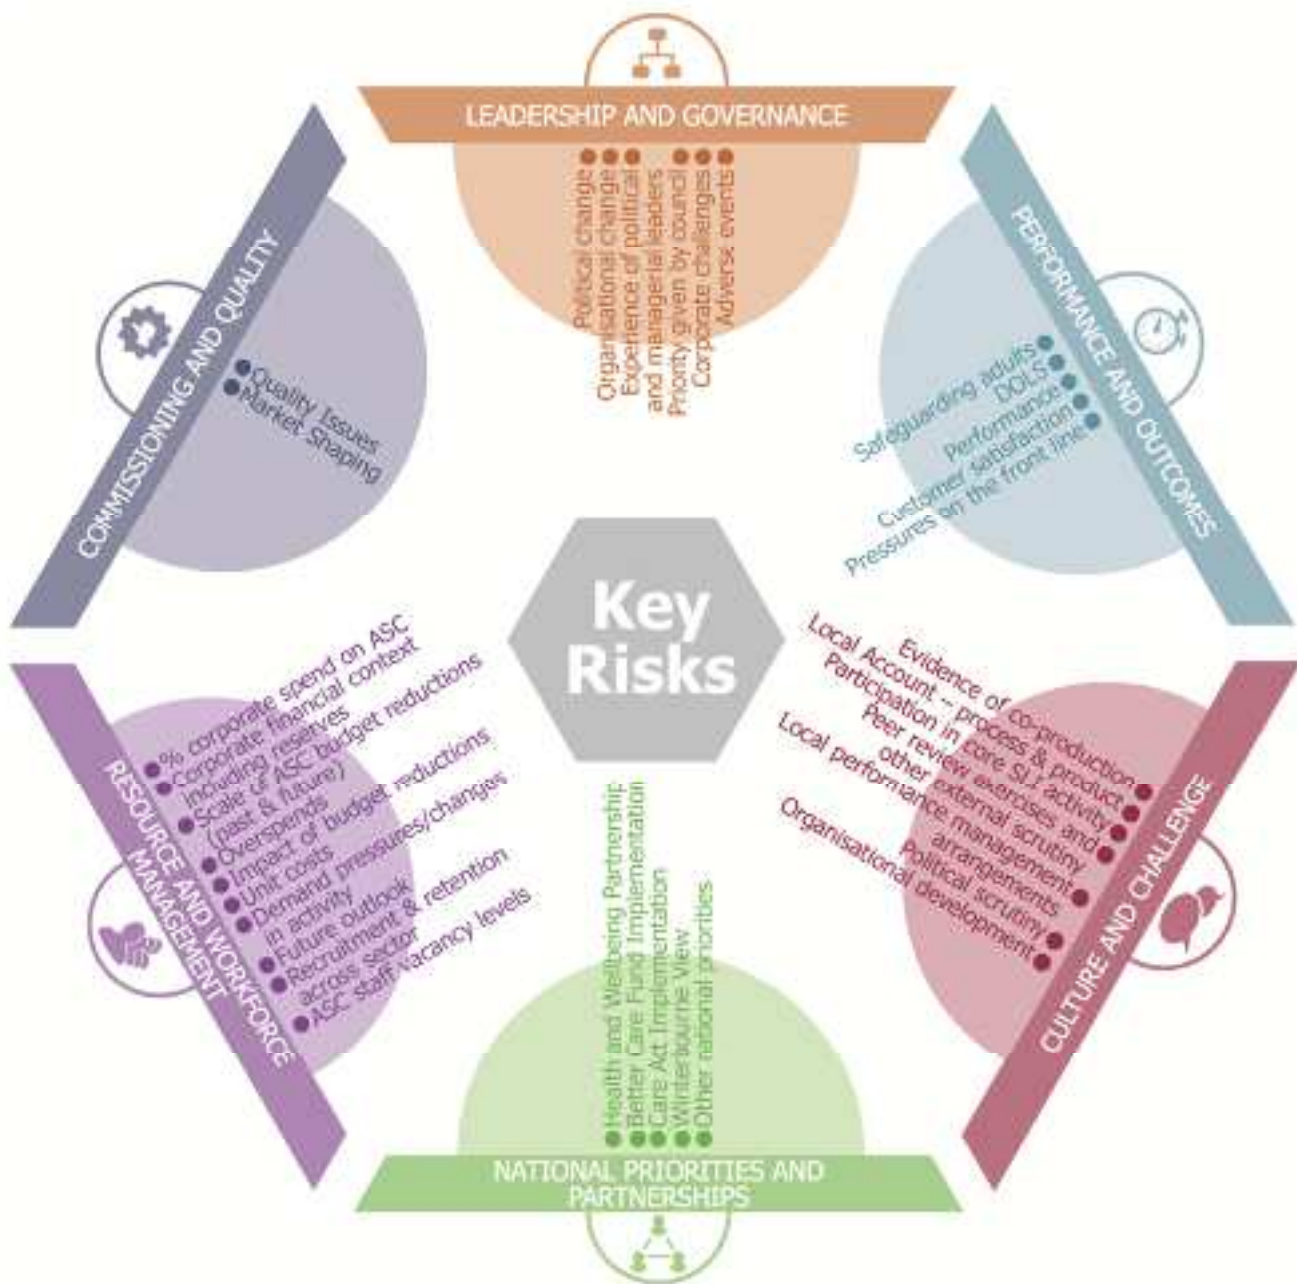 LEADERSHIP AND GOVERNANCE
Political change
Organisational change
Experience of political
and managerial leaders
Priority given by council
Corporate challenges
Adverse events
PERFORMANCE AND OUTCOMES
Safeguarding adults
DOLS
Performance
Customer satisfaction
Pressures on the front line
CULTURE AND CHALLENGE
Evidence of co-production
Local Account – process & product
Participation in core SLI activity
Peer review exercises and
other external scrutiny
Local performance management
arrangements
Political scrutiny
Organisational development
NATIONAL PRIORITIES AND
PARTNERSHIPS
Health and Wellbeing Partnership
Better Care Fund Implementation
Care Act Implementation
Winterbourne View
Other national priorities
RESOURCE AND WORKFORCE
MANAGEMENT
% corporate spend on ASC
Corporate financial context
including reserves
Scale of ASC budget reductions
(past & future)
Overspends
Impact of budget reductions
Unit costs
Demand pressures/changes
in activity
Future outlook
Recruitment & retention
across sector
ASC staff vacancy levels
COMMISSIONING AND QUALITY
Quality Issues
Market Shaping
Key
Risks